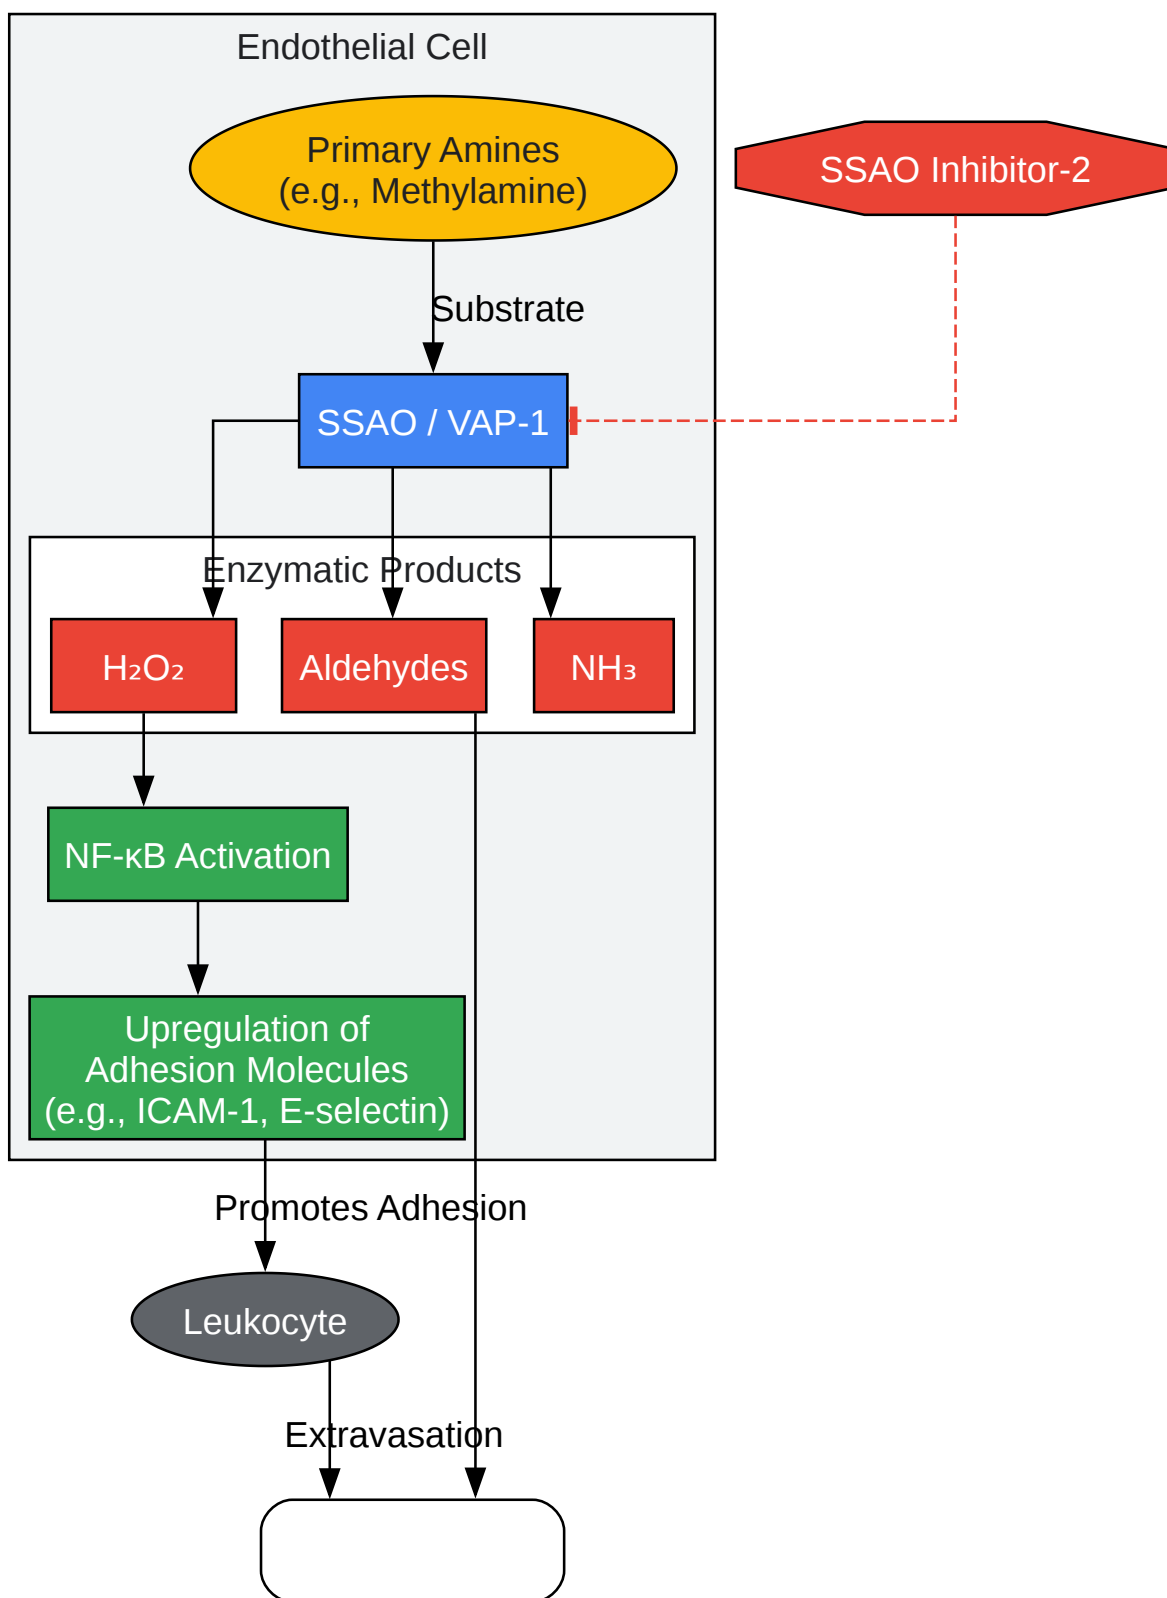 Endothelial Cell
Primary Amines
(e.g., Methylamine)
SSAO Inhibitor-2
Substrate
SSAO / VAP-1
Enzymatic Products
H₂O₂
Aldehydes
NH₃
NF-κB Activation
Upregulation of
Adhesion Molecules
(e.g., ICAM-1, E-selectin)
Promotes Adhesion
Leukocyte
Extravasation